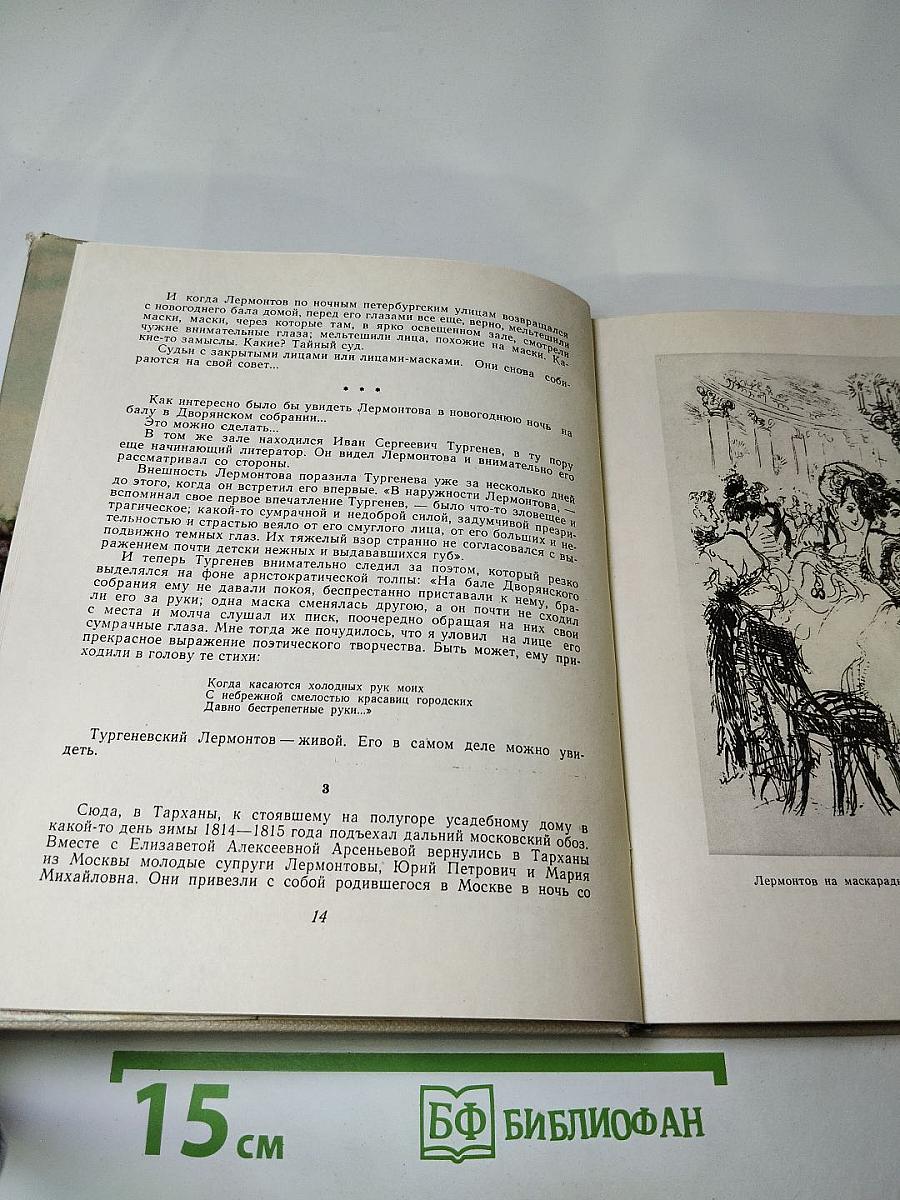 И когда Лермонтов по ночным петербургским улицам возвращался
с новогоднего бала домой, перед его глазами все еще, верно, мельтешили
маски, маски, через которые там, в ярко освещенном зале, смотрели
чужие внимательные глаза; мельтешили лица, похожие на маски. Ка-
кие-то замыслы. Какие? Тайный суд.
Судьи с закрытыми лицами или лицами-масками. Они снова соби-
раются на свой совет...
* * *
Как интересно было бы увидеть Лермонтова в новогоднюю ночь на
балу в Дворянском собрании...
Это можно сделать...
В том же зале находился Иван Сергеевич Тургенев, в ту пору
еще начинающий литератор. Он видел Лермонтова и внимательно его
рассматривал со стороны.
Внешность Лермонтова поразила Тургенева уже за несколько дней
до этого, когда он встретил его впервые. «В наружности Лермонтова, —
вспоминал свое первое впечатление Тургенев, — было что-то зловещее и
трагическое; какой-то сумрачной и недоброй силой, задумчивой презри-
тельностью и страстью веяло от его смуглого лица, от его больших и не-
подвижно темных глаз. Их тяжелый взор странно не согласовался с вы-
ражением почти детски нежных и выдававшихся губ».
И теперь Тургенев внимательно следил за поэтом, который резко
выделялся на фоне аристократической толпы: «На бале Дворянского
собрания ему не давали покоя, беспрестанно приставали к нему, бра-
ли его за руки; одна маска сменялась другою, а он почти не сходил
с места и молча слушал их писк, поочередно обращая на них свои
сумрачные глаза. Мне тогда же почудилось, что я уловил на лице его
прекрасное выражение поэтического творчества. Быть может, ему при-
ходили в голову те стихи:
Когда касаются холодных рук моих
С небрежной смелостью красавиц городских
Давно бестрепетные руки...»
Тургеневский Лермонтов — живой. Его в самом деле можно уви-
деть.
3
Сюда, в Тарханы, к стоявшему на полугоре усадебному дому в
какой-то день зимы 1814—1815 года подъехал дальний московский обоз.
Вместе с Елизаветой Алексеевной Арсеньевой вернулись в Тарханы
из Москвы молодые супруги Лермонтовы, Юрий Петрович и Мария
Михайловна. Они привезли с собой родившегося в Москве в ночь со
14
Лермонтов на маскарадн
15 см
БФ БИБЛИОФАН